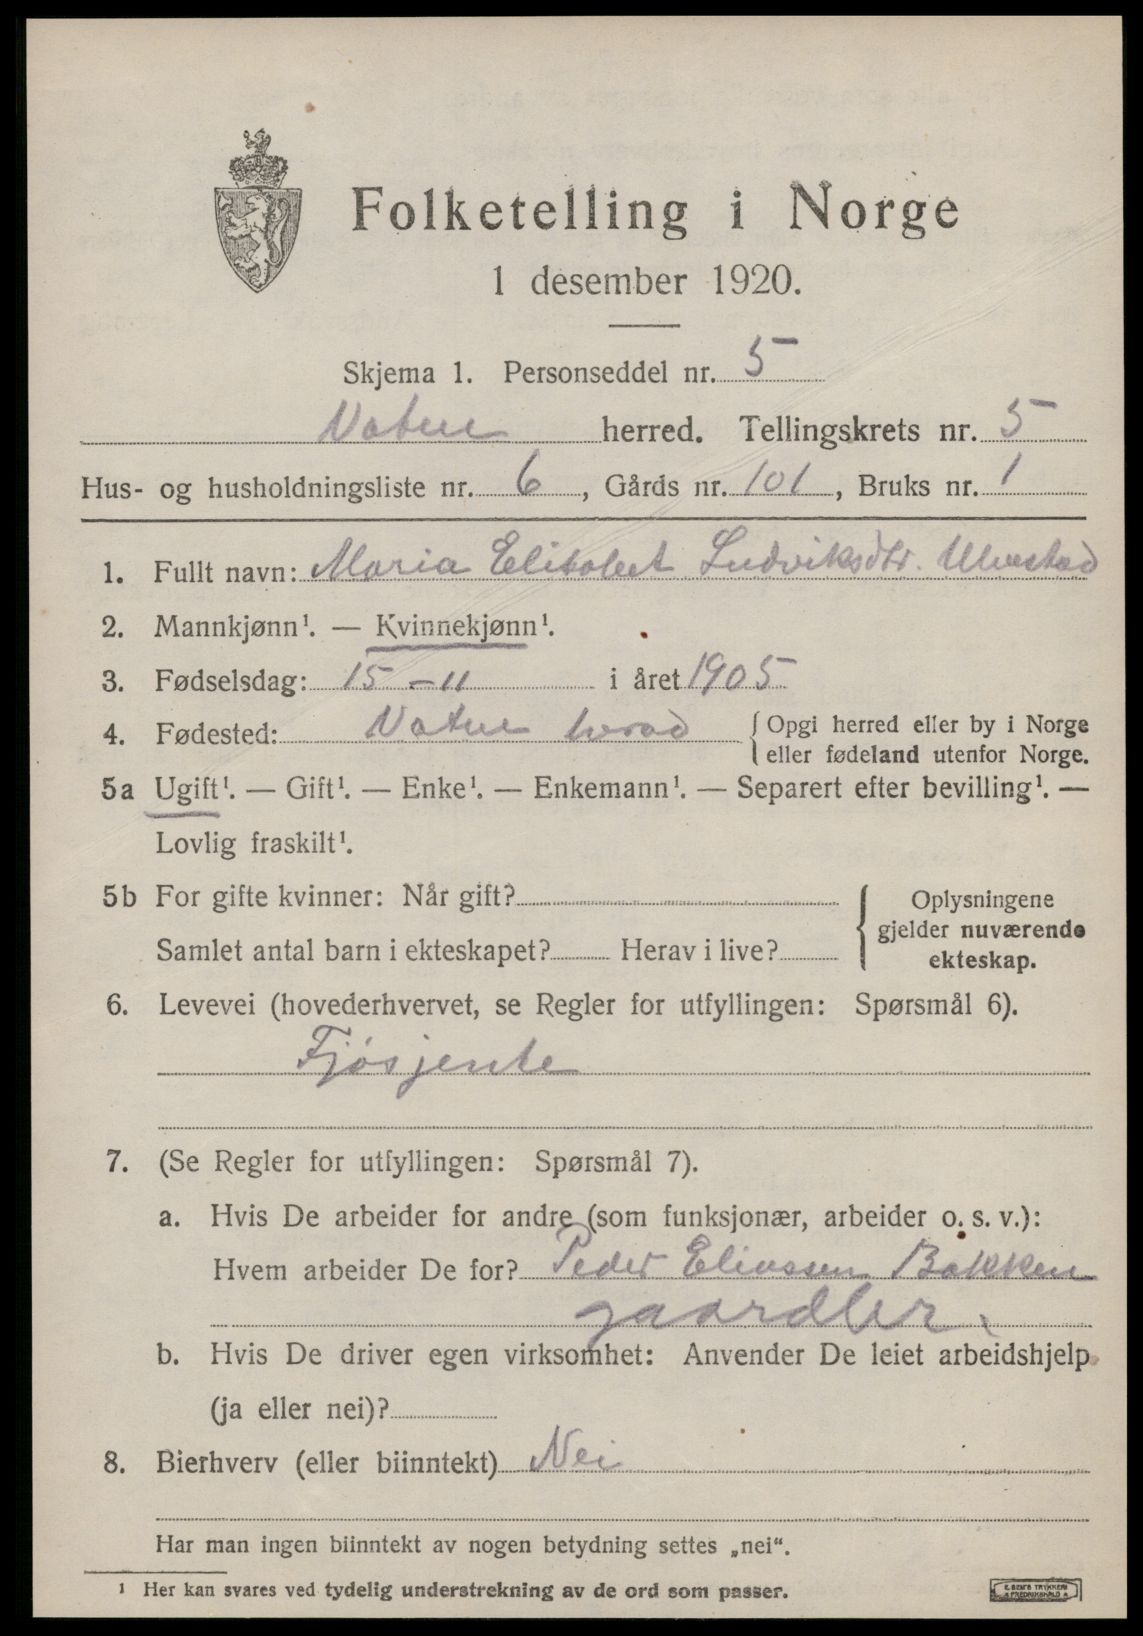 Folketelling i Norge
1 desember 1920.
Skjema 1. Personseddel nr. 5
Vatne herred. Tellingskrets nr. 5
Hus- og husholdningsliste nr. 6, Gårds nr. 101, Bruks nr. 1
1. Fullt navn: Maria Elisabet Ludviksdtr. Ulvestad
2. Mannkjønn¹. — Kvinnekjønn¹.
3. Fødselsdag: 15 - 11 i året 1905
4. Fødested: Vatne herad { Opgi herred eller by i Norge
eller fødeland utenfor Norge.
5a Ugift¹. — Gift¹. — Enke¹. — Enkemann¹. — Separert efter bevilling¹. —
Lovlig fraskilt¹.
5b For gifte kvinner: Når gift?
Samlet antal barn i ekteskapet? Herav i live?
{ Oplysningene
gjelder nuværende
ekteskap.
6. Levevei (hovederhvervet, se Regler for utfyllingen: Spørsmål 6).
Fjøsjente
7. (Se Regler for utfyllingen: Spørsmål 7).
a. Hvis De arbeider for andre (som funksjonær, arbeider o. s. v.):
Hvem arbeider De for? Peder Eliassen Bakken
gaardbr.
b. Hvis De driver egen virksomhet: Anvender De leiet arbeidshjelp
(ja eller nei)?
8. Bierhverv (eller biinntekt) Nei
Har man ingen biinntekt av nogen betydning settes „nei“.
¹ Her kan svares ved tydelig understrekning av de ord som passer.